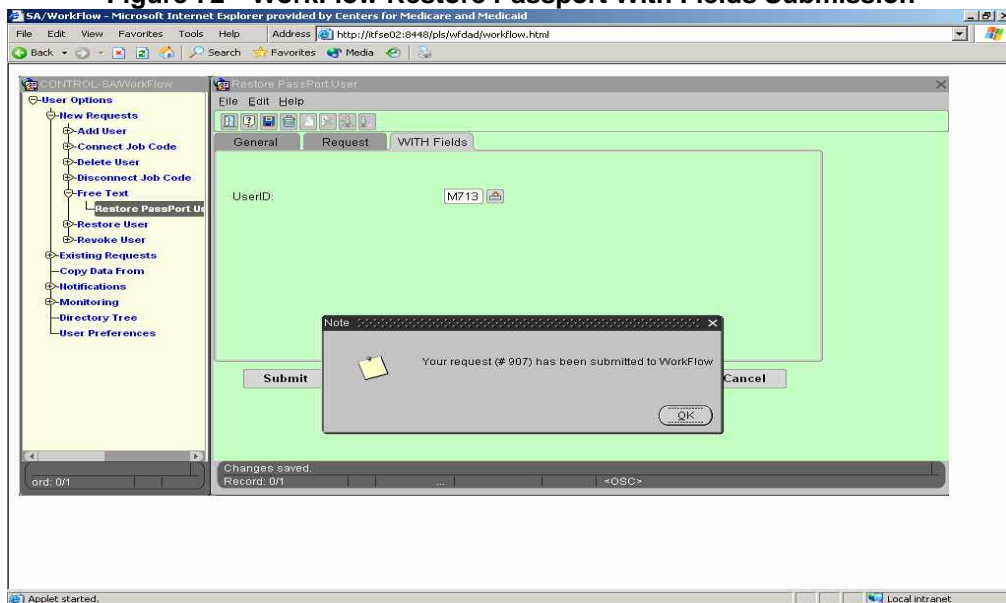 Figure 72 - WorkFlow Restore Passport With Fields Submission
SA/WorkFlow - Microsoft Internet Explorer provided by Centers for Medicare and Medicaid
File Edit View Favorites Tools Help Address http://itfse02:8448/pls/wfdad/workflow.html
Back Search Favorites Media
CONTROL-SA/WorkFlow
User Options
New Requests
Add User
Connect Job Code
Delete User
Disconnect Job Code
Free Text
Restore PassPort Us
Restore User
Revoke User
Existing Requests
Copy Data From
Notifications
Monitoring
Directory Tree
User Preferences
ord: 0/1
Restore PassPort User
File Edit Help
General Request WITH Fields
UserID: M713
Note
Your request (# 907) has been submitted to WorkFlow
OK
Submit Cancel
Changes saved.
Record: 0/1 ... <OSC>
Applet started. Local intranet